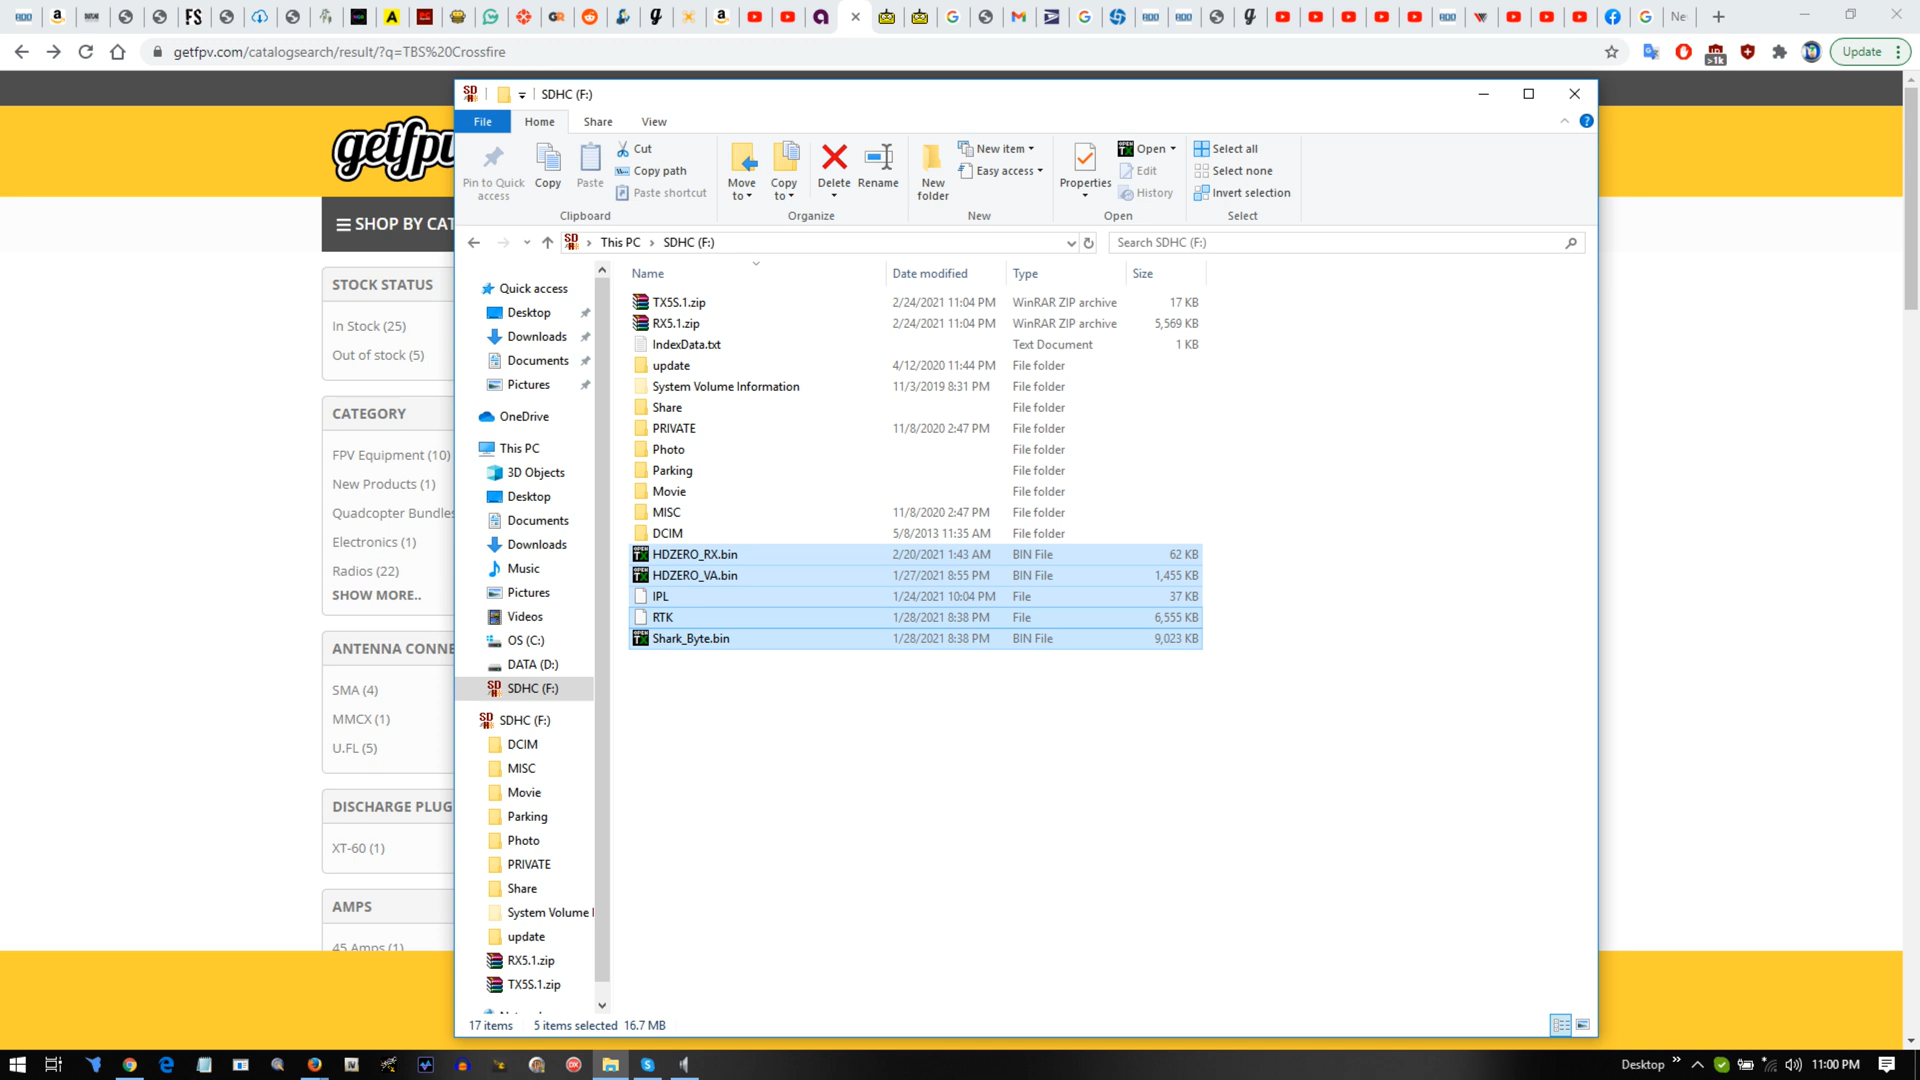 Ne
getfpv.com/catalogsearch/result/?q=TBS%20Crossfire
>1k
Update
SDHC (F:)
File
Home
Share
View
Pin to Quick access
Copy
Paste
Cut
Copy path
Paste shortcut
Clipboard
Move to
Copy to
Delete
Rename
Organize
New folder
New item
Easy access
New
Properties
Open
Edit
History
Open
Select all
Select none
Invert selection
Select
This PC
SDHC (F:)
Search SDHC (F:)
getfpv
SHOP BY CAT
STOCK STATUS
In Stock (25)
Out of stock (5)
CATEGORY
FPV Equipment (10)
New Products (1)
Quadcopter Bundles
Electronics (1)
Radios (22)
SHOW MORE..
ANTENNA CONNE
SMA (4)
MMCX (1)
U.FL (5)
DISCHARGE PLUG
XT-60 (1)
AMPS
45 Amps (1)
Quick access
Desktop
Downloads
Documents
Pictures
OneDrive
This PC
3D Objects
Desktop
Documents
Downloads
Music
Pictures
Videos
OS (C:)
DATA (D:)
SDHC (F:)
SDHC (F:)
DCIM
MISC
Movie
Parking
Photo
PRIVATE
Share
System Volume I
update
RX5.1.zip
TX5S.1.zip
Name Date modified Type Size
TX5S.1.zip 2/24/2021 11:04 PM WinRAR ZIP archive 17 KB
RX5.1.zip 2/24/2021 11:04 PM WinRAR ZIP archive 5,569 KB
IndexData.txt Text Document 1 KB
update 4/12/2020 11:44 PM File folder
System Volume Information 11/3/2019 8:31 PM File folder
Share File folder
PRIVATE 11/8/2020 2:47 PM File folder
Photo File folder
Parking File folder
Movie File folder
MISC 11/8/2020 2:47 PM File folder
DCIM 5/8/2013 11:35 AM File folder
HDZERO_RX.bin 2/20/2021 1:43 AM BIN File 62 KB
HDZERO_VA.bin 1/27/2021 8:55 PM BIN File 1,455 KB
IPL 1/24/2021 10:04 PM File 37 KB
RTK 1/28/2021 8:38 PM File 6,555 KB
Shark_Byte.bin 1/28/2021 8:38 PM BIN File 9,023 KB
17 items 5 items selected 16.7 MB
Desktop
11:00 PM